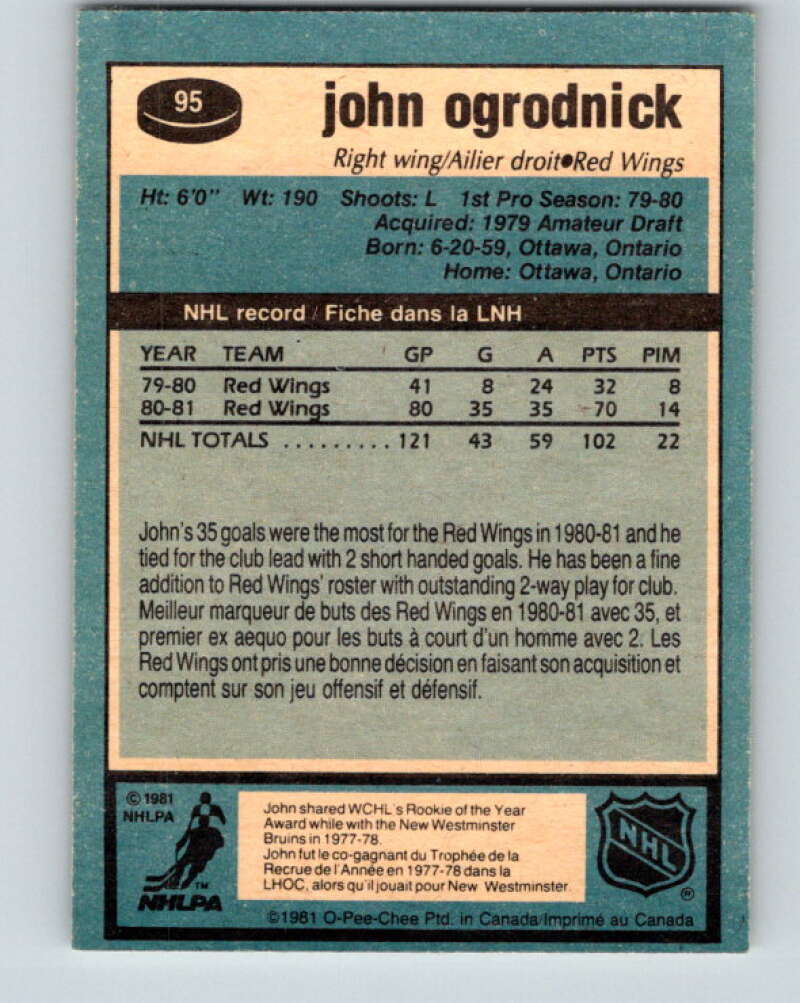 95
john ogrodnick
Right wing/Ailier droit●Red Wings
Ht: 6'0" Wt: 190 Shoots: L 1st Pro Season: 79-80
Acquired: 1979 Amateur Draft
Born: 6-20-59, Ottawa, Ontario
Home: Ottawa, Ontario
NHL record / Fiche dans la LNH
YEAR TEAM GP G A PTS PIM
79-80 Red Wings 41 8 24 32 8
80-81 Red Wings 80 35 35 70 14
NHL TOTALS .......... 121 43 59 102 22
John's 35 goals were the most for the Red Wings in 1980-81 and he
tied for the club lead with 2 short handed goals. He has been a fine
addition to Red Wings' roster with outstanding 2-way play for club.
Meilleur marqueur de buts des Red Wings en 1980-81 avec 35, et
premier ex aequo pour les buts à court d'un homme avec 2. Les
Red Wings ont pris une bonne décision en faisant son acquisition et
comptent sur son jeu offensif et défensif.
©1981
NHLPA
TM
NHLPA
John shared WCHL's Rookie of the Year
Award while with the New Westminster
Bruins in 1977-78.
John fut le co-gagnant du Trophée de la
Recrue de l'Année en 1977-78 dans la
LHOC, alors qu'il jouait pour New Westminster.
NHL
®
©1981 O-Pee-Chee Ptd. in Canada/Imprimé au Canada